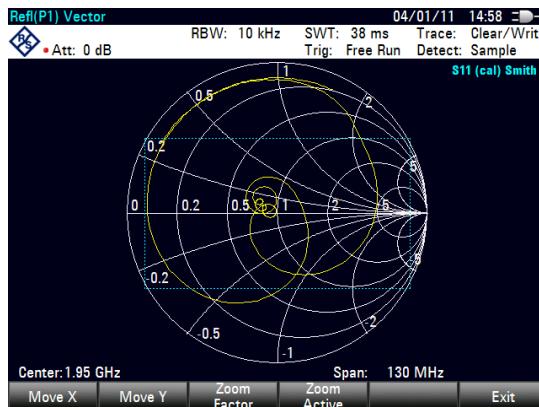 Refl(P1) Vector 04/01/11 14:58
RBW: 10 kHz SWT: 38 ms Trace: Clear/Writ
Att: 0 dB Trig: Free Run Detect: Sample
S11 (cal) Smith
1
0.5 2
0.2 5
0 0.2 0.5 1 2 5
-0.2 -5
-0.5 -2
-1
Center: 1.95 GHz Span: 130 MHz
Move X Move Y Zoom Factor Zoom Active Exit